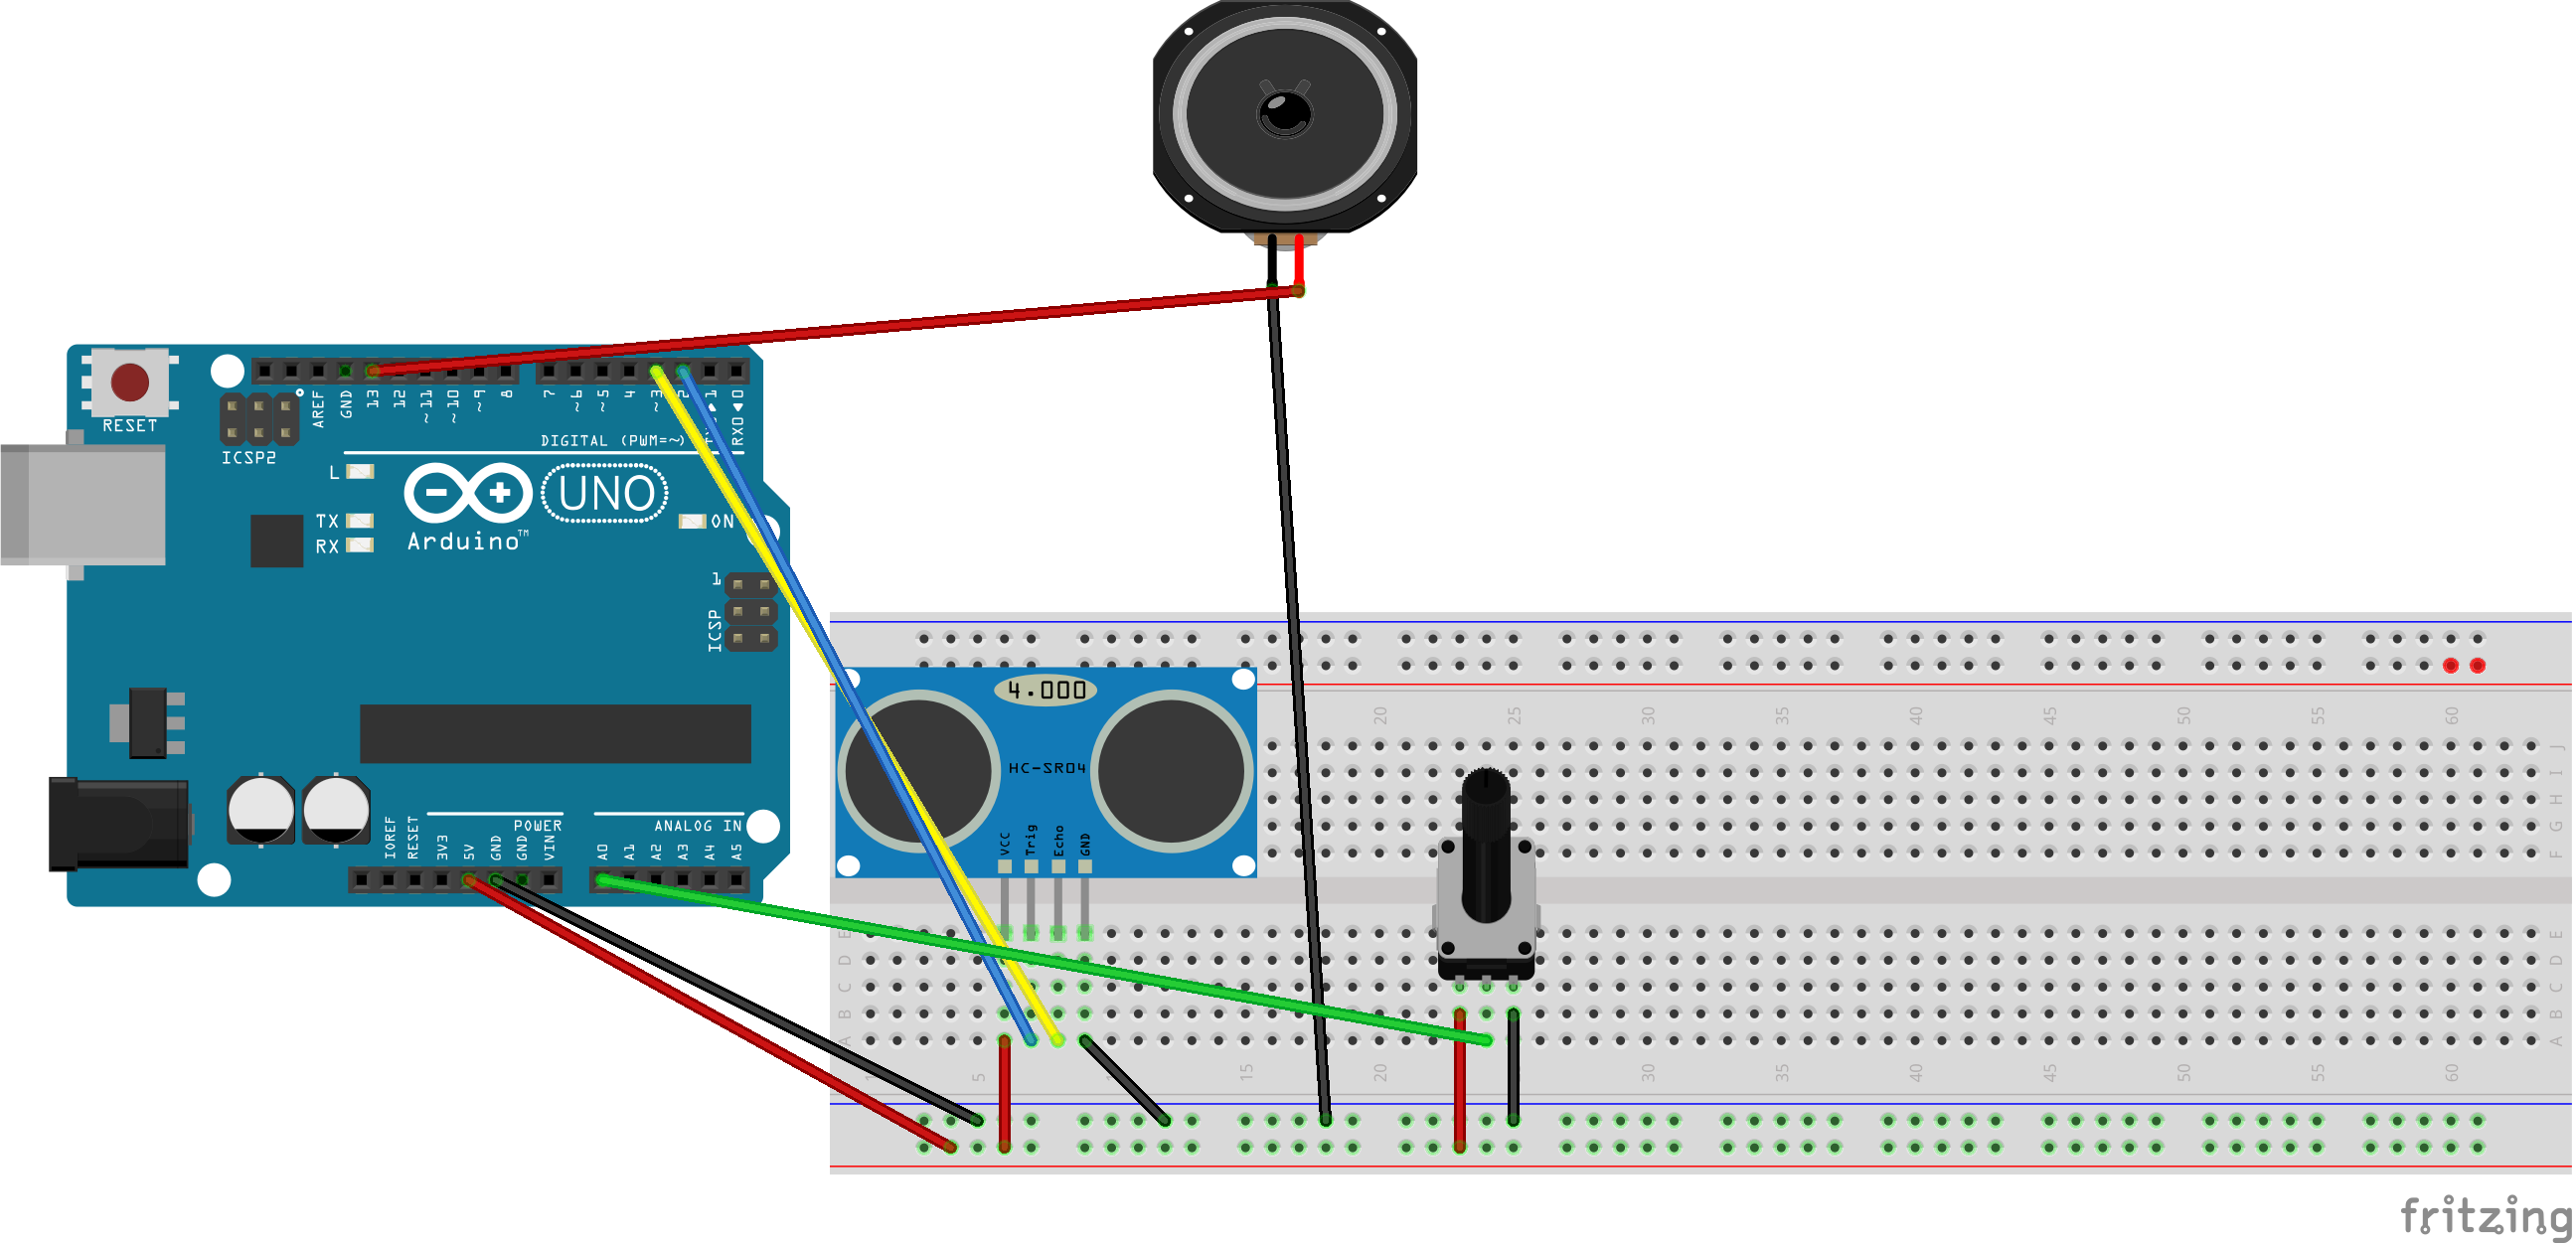 RESET
ICSP2
AREF
GND
13
12
~11
~10
~9
8
7
~6
~5
4
~3
2
1
RX0◄0
DIGITAL (PWM=~)
L
TX
RX
Arduino™
UNO
ON
1
ICSP
IOREF
RESET
3V3
5V
GND
GND
VIN
POWER
A0
A1
A2
A3
A4
A5
ANALOG IN
4.000
HC-SR04
VCC
Trig
Echo
GND
20
25
30
35
40
45
50
55
60
J
I
H
G
F
E
D
C
B
A
E
D
C
B
A
5
15
20
30
35
40
45
50
55
60
fritzing